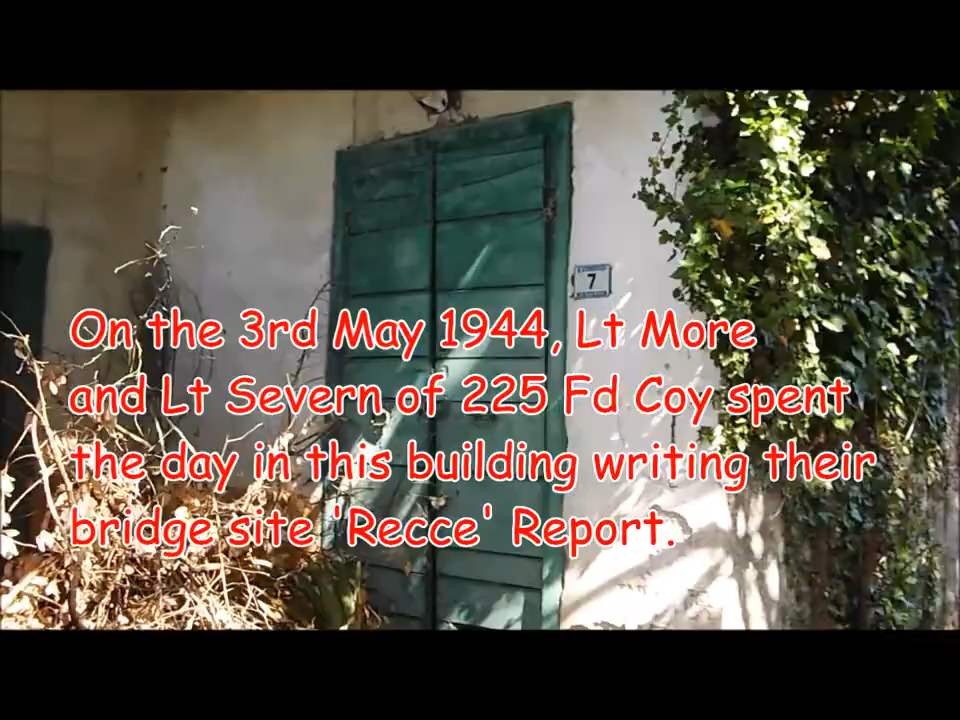 7
On the 3rd May 1944, Lt More
and Lt Severn of 225 Fd Coy spent
the day in this building writing their
bridge site 'Recce' Report.